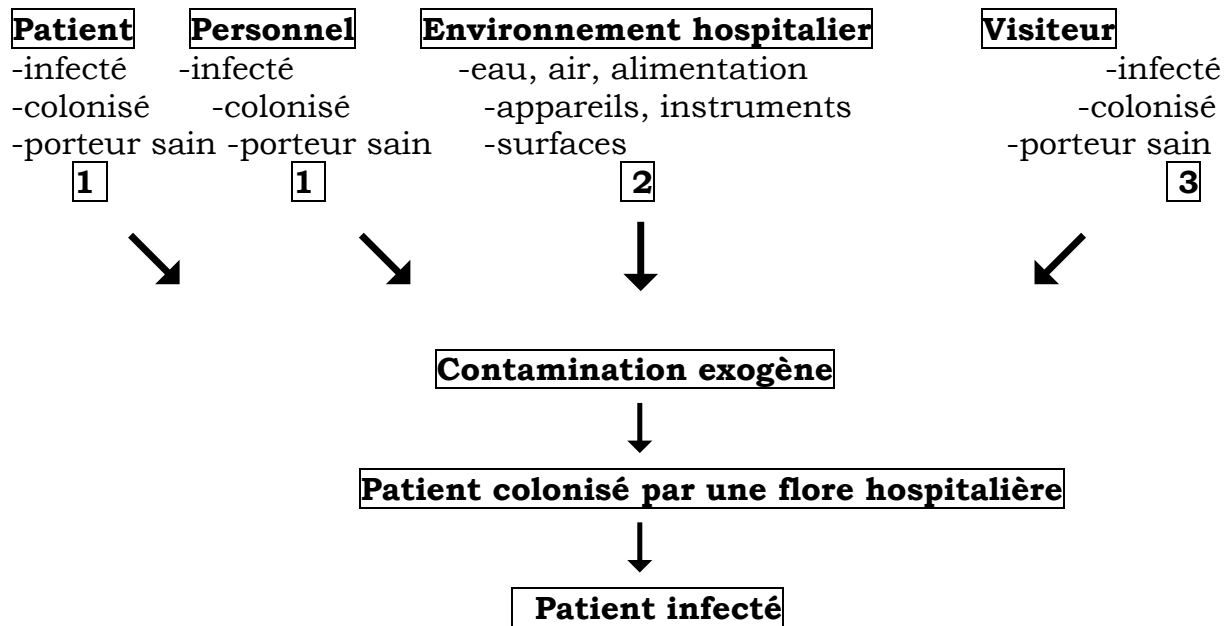 Patient Personnel Environnement hospitalier Visiteur
-infecté -infecté -eau, air, alimentation -infecté
-colonisé -colonisé -appareils, instruments -colonisé
-porteur sain -porteur sain -surfaces -porteur sain
1 1 2 3
Contamination exogène
Patient colonisé par une flore hospitalière
Patient infecté